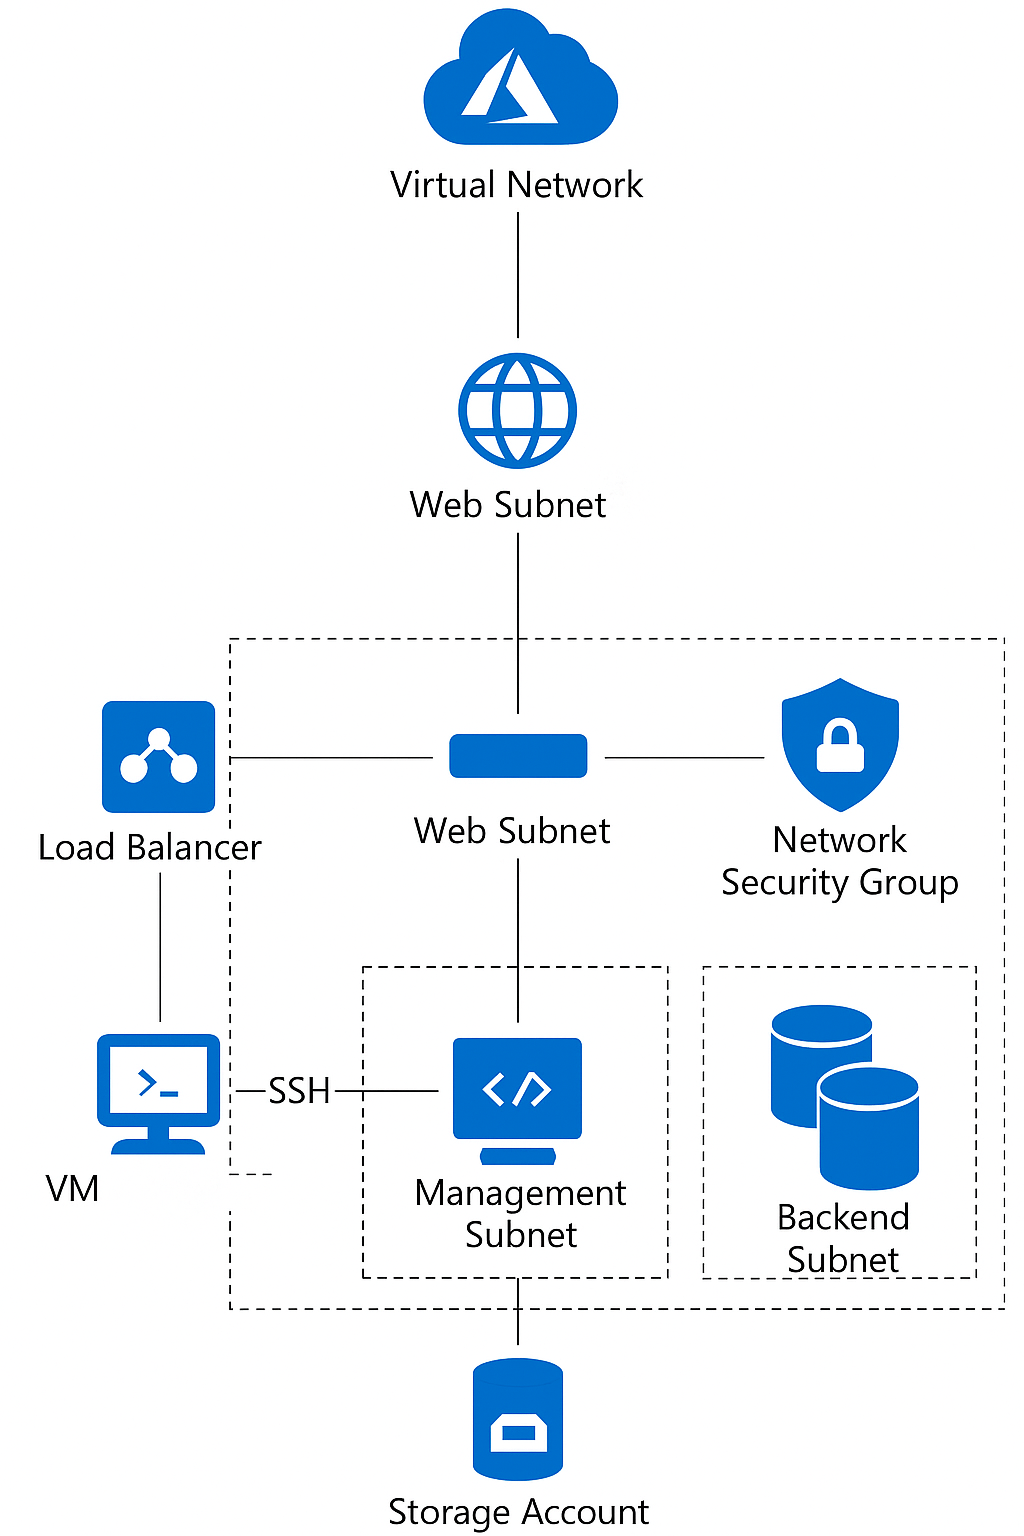 Virtual Network
Web Subnet
Load Balancer
Web Subnet
Network
Security Group
>_
SSH
</>
VM
Management
Subnet
Backend
Subnet
Storage Account